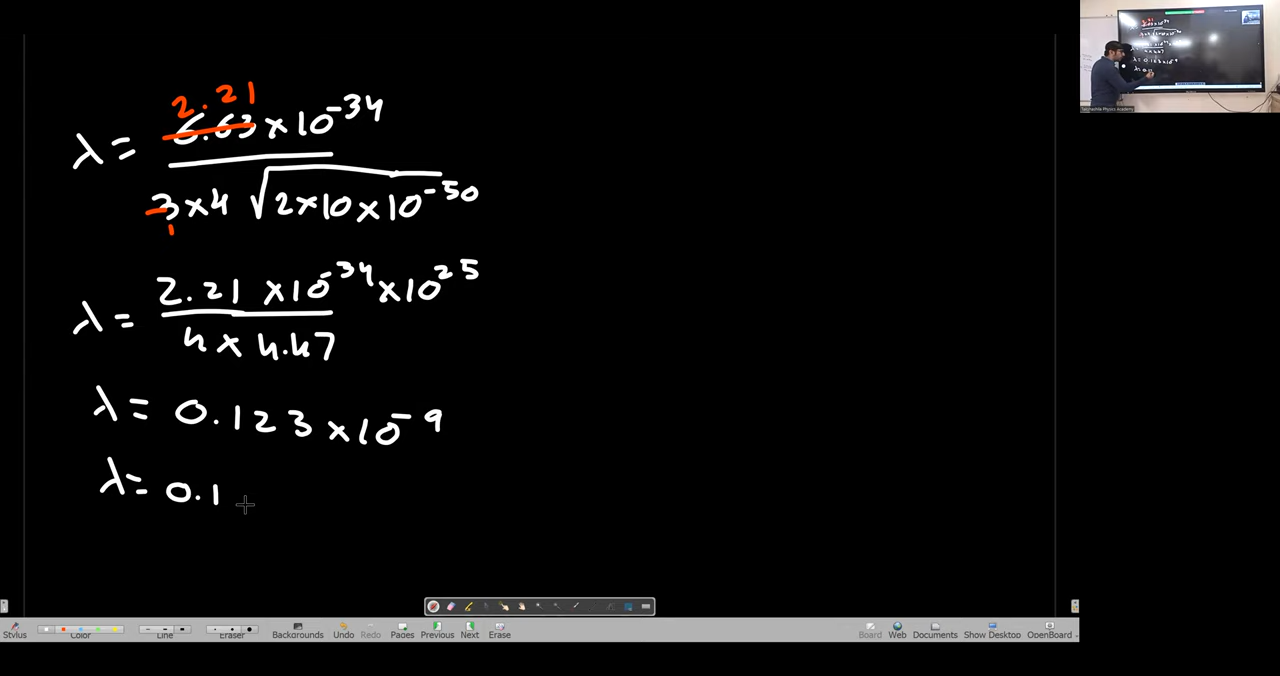 2.21
λ = 6.63 × 10⁻³⁴
3 × 4 √2 × 10 × 10⁻⁵⁰
1
λ = 2.21 × 10⁻³⁴ × 10²⁵
4 × 4.47
λ = 0.123 × 10⁻⁹
λ = 0.1
Stylus Color Line Eraser Backgrounds Undo Redo Pages Previous Next Erase Board Web Documents Show Desktop OpenBoard